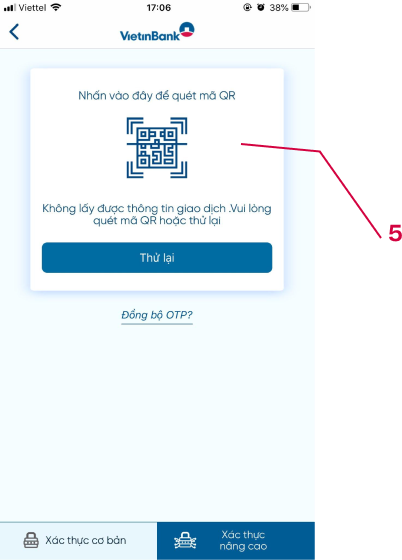 Viettel 17:06 38%
VietinBank
Nhấn vào đây để quét mã QR
Không lấy được thông tin giao dịch .Vui lòng
quét mã QR hoặc thử lại
Thử lại
5
Đồng bộ OTP?
Xác thực cơ bản
Xác thực
nâng cao